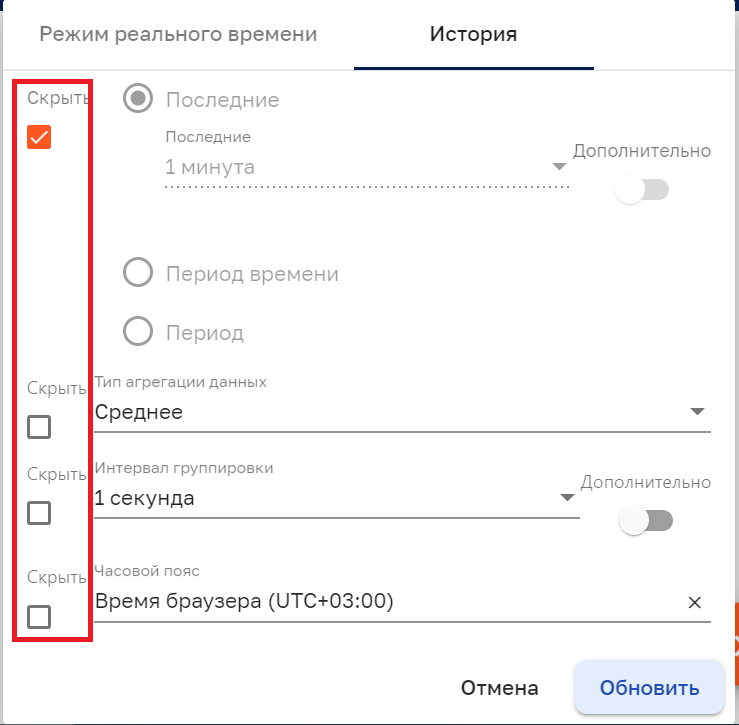 Режим реального времени
История
Скрыть
Последние
Последние
1 минута
Дополнительно
Период времени
Период
Скрыть
Тип агрегации данных
Среднее
Скрыть
Интервал группировки
1 секунда
Дополнительно
Скрыть
Часовой пояс
Время браузера (UTC+03:00)
Отмена
Обновить